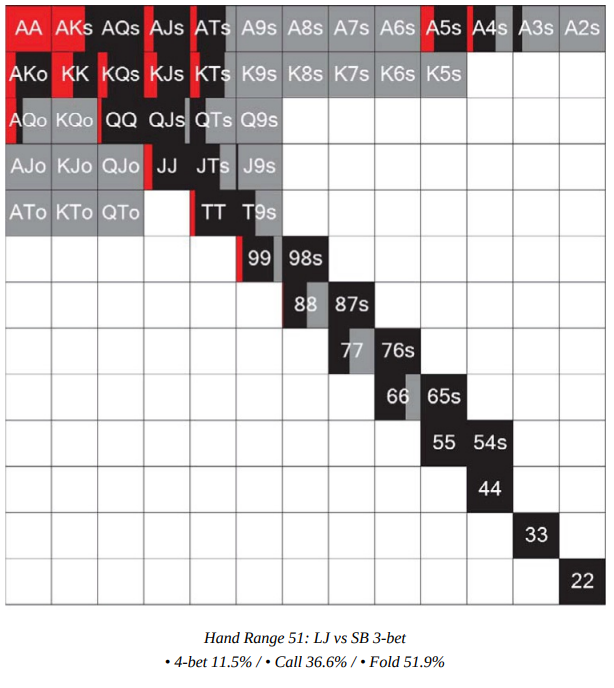 AA AKs AQs AJs ATs A9s A8s A7s A6s A5s A4s A3s A2s
AKo KK KQs KJs KTs K9s K8s K7s K6s K5s
AQo KQo QQ QJs QTs Q9s
AJo KJo QJo JJ JTs J9s
ATo KTo QTo TT T9s
99 98s
88 87s
77 76s
66 65s
55 54s
44
33
22
Hand Range 51: LJ vs SB 3-bet
• 4-bet 11.5% / • Call 36.6% / • Fold 51.9%